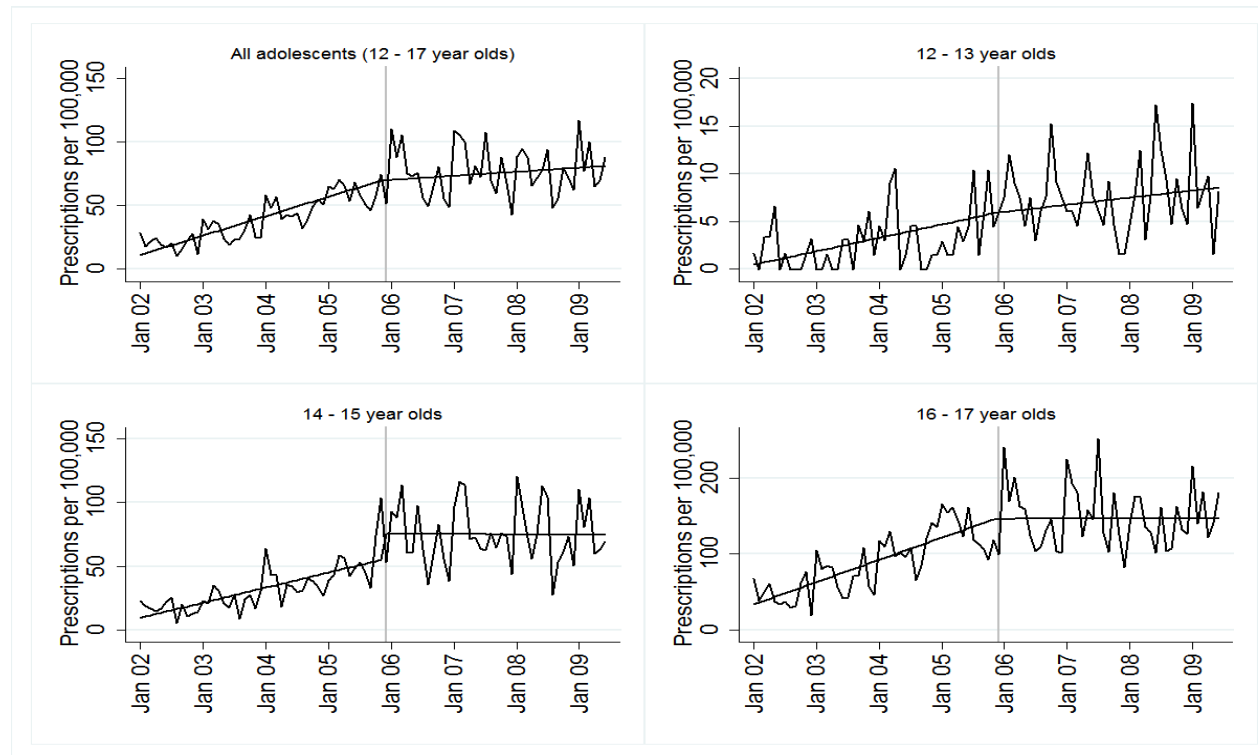 All adolescents (12 - 17 year olds)
Prescriptions per 100,000
0
50
100
150
Jan 02
Jan 03
Jan 04
Jan 05
Jan 06
Jan 07
Jan 08
Jan 09
12 - 13 year olds
Prescriptions per 100,000
0
5
10
15
20
Jan 02
Jan 03
Jan 04
Jan 05
Jan 06
Jan 07
Jan 08
Jan 09
14 - 15 year olds
Prescriptions per 100,000
0
50
100
150
Jan 02
Jan 03
Jan 04
Jan 05
Jan 06
Jan 07
Jan 08
Jan 09
16 - 17 year olds
Prescriptions per 100,000
0
100
200
Jan 02
Jan 03
Jan 04
Jan 05
Jan 06
Jan 07
Jan 08
Jan 09